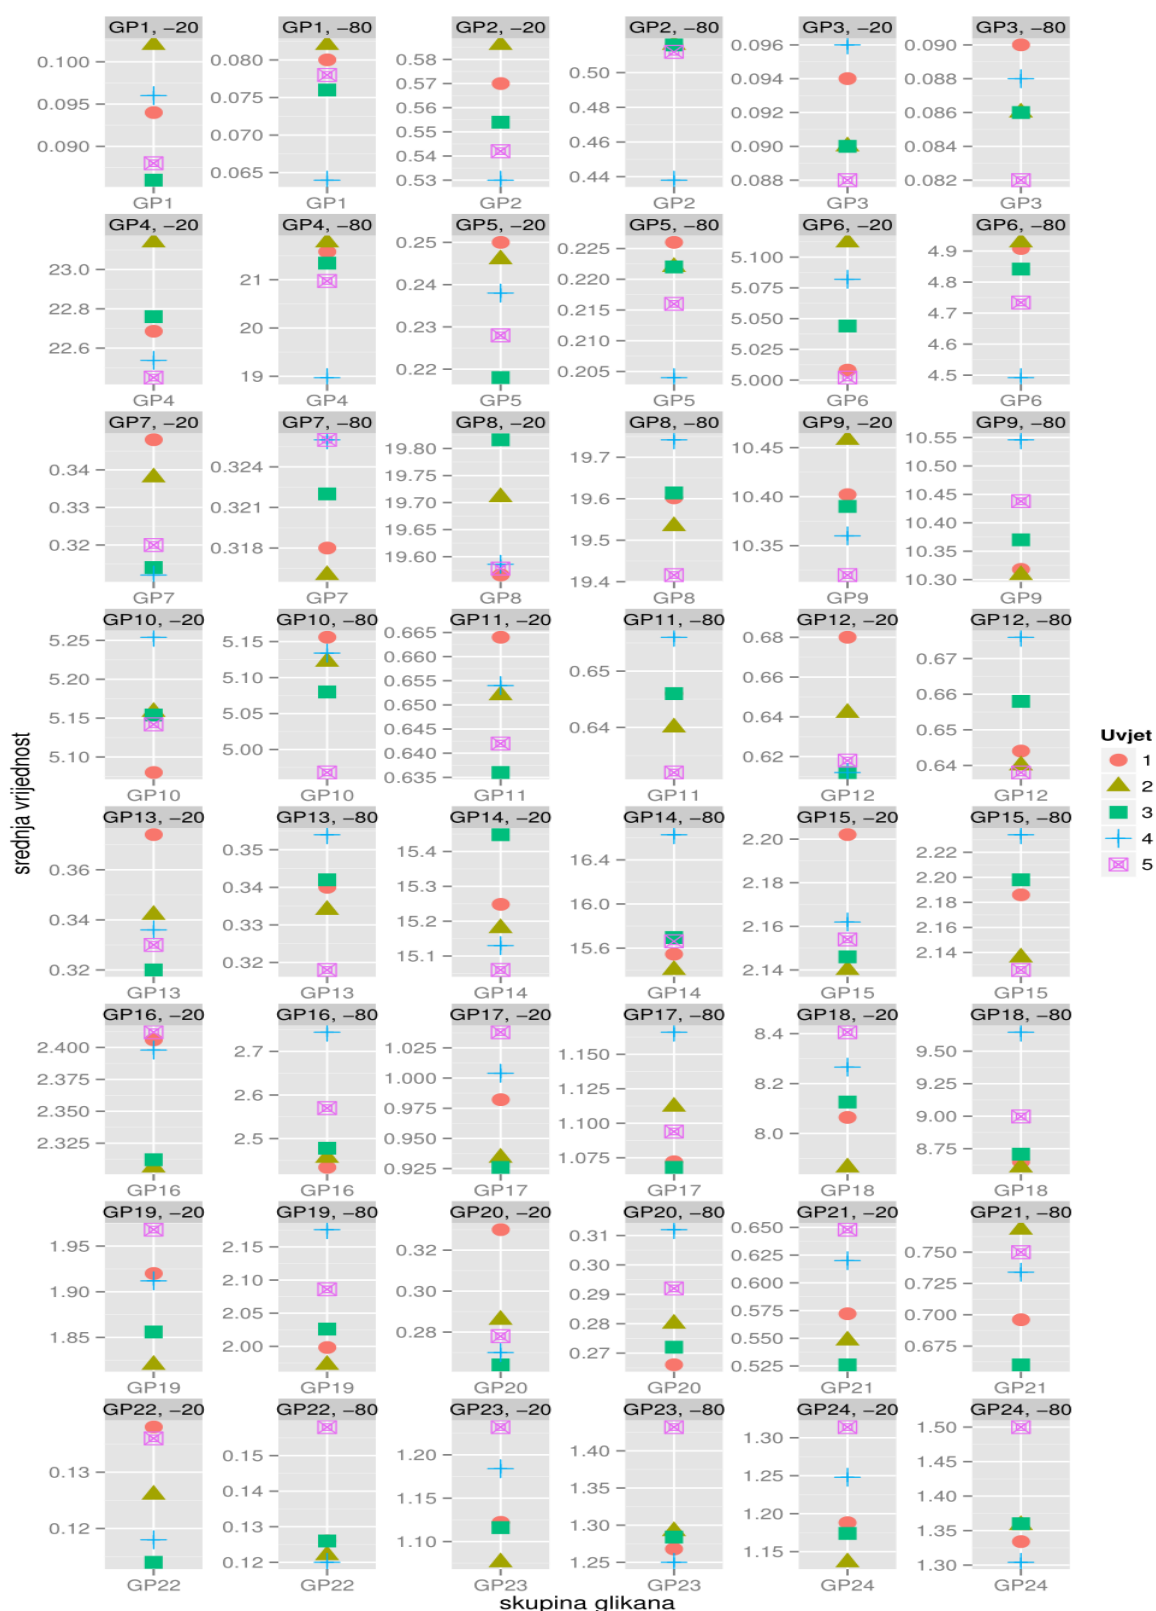 GP1, −20 GP1, −80 GP2, −20 GP2, −80 GP3, −20 GP3, −80
0.100 0.095 0.090
0.080 0.075 0.070 0.065
0.58 0.57 0.56 0.55 0.54 0.53
0.50 0.48 0.46 0.44
0.096 0.094 0.092 0.090 0.088
0.090 0.088 0.086 0.084 0.082
GP1 GP1 GP2 GP2 GP3 GP3
GP4, −20 GP4, −80 GP5, −20 GP5, −80 GP6, −20 GP6, −80
23.0 22.8 22.6
21 20 19
0.25 0.24 0.23 0.22
0.225 0.220 0.215 0.210 0.205
5.100 5.075 5.050 5.025 5.000
4.9 4.8 4.7 4.6 4.5
GP4 GP4 GP5 GP5 GP6 GP6
GP7, −20 GP7, −80 GP8, −20 GP8, −80 GP9, −20 GP9, −80
0.34 0.33 0.32
0.324 0.321 0.318
19.80 19.75 19.70 19.65 19.60
19.7 19.6 19.5 19.4
10.45 10.40 10.35
10.55 10.50 10.45 10.40 10.35 10.30
GP7 GP7 GP8 GP8 GP9 GP9
GP10, −20 GP10, −80 GP11, −20 GP11, −80 GP12, −20 GP12, −80
5.25 5.20 5.15 5.10
5.15 5.10 5.05 5.00
0.665 0.660 0.655 0.650 0.645 0.640 0.635
0.65 0.64
0.68 0.66 0.64 0.62
0.67 0.66 0.65 0.64
GP10 GP10 GP11 GP11 GP12 GP12
GP13, −20 GP13, −80 GP14, −20 GP14, −80 GP15, −20 GP15, −80
0.36 0.34 0.32
0.35 0.34 0.33 0.32
15.4 15.3 15.2 15.1
16.4 16.0 15.6
2.20 2.18 2.16 2.14
2.22 2.20 2.18 2.16 2.14
GP13 GP13 GP14 GP14 GP15 GP15
GP16, −20 GP16, −80 GP17, −20 GP17, −80 GP18, −20 GP18, −80
2.400 2.375 2.350 2.325
2.7 2.6 2.5
1.025 1.000 0.975 0.950 0.925
1.150 1.125 1.100 1.075
8.4 8.2 8.0
9.50 9.25 9.00 8.75
GP16 GP16 GP17 GP17 GP18 GP18
GP19, −20 GP19, −80 GP20, −20 GP20, −80 GP21, −20 GP21, −80
1.95 1.90 1.85
2.15 2.10 2.05 2.00
0.32 0.30 0.28
0.31 0.30 0.29 0.28 0.27
0.650 0.625 0.600 0.575 0.550 0.525
0.750 0.725 0.700 0.675
GP19 GP19 GP20 GP20 GP21 GP21
GP22, −20 GP22, −80 GP23, −20 GP23, −80 GP24, −20 GP24, −80
0.13 0.12
0.15 0.14 0.13 0.12
1.20 1.15 1.10
1.40 1.35 1.30 1.25
1.30 1.25 1.20 1.15
1.50 1.45 1.40 1.35 1.30
GP22 GP22 GP23 GP23 GP24 GP24
skupina glikana
srednja vrijednost
Uvjet
1
2
3
4
5